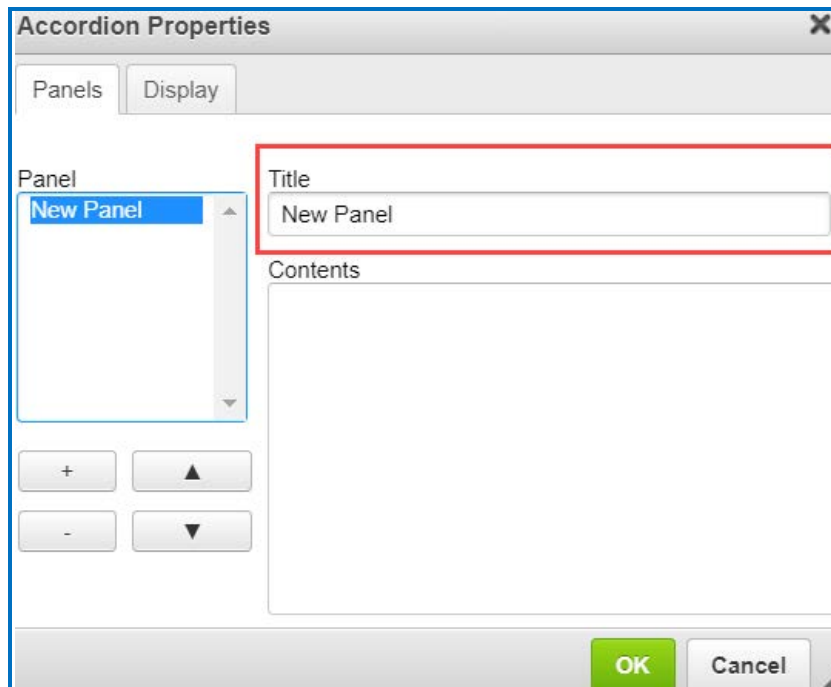 Accordion Properties
Panels Display
Panel
New Panel
Title
New Panel
Contents
+
-
OK Cancel